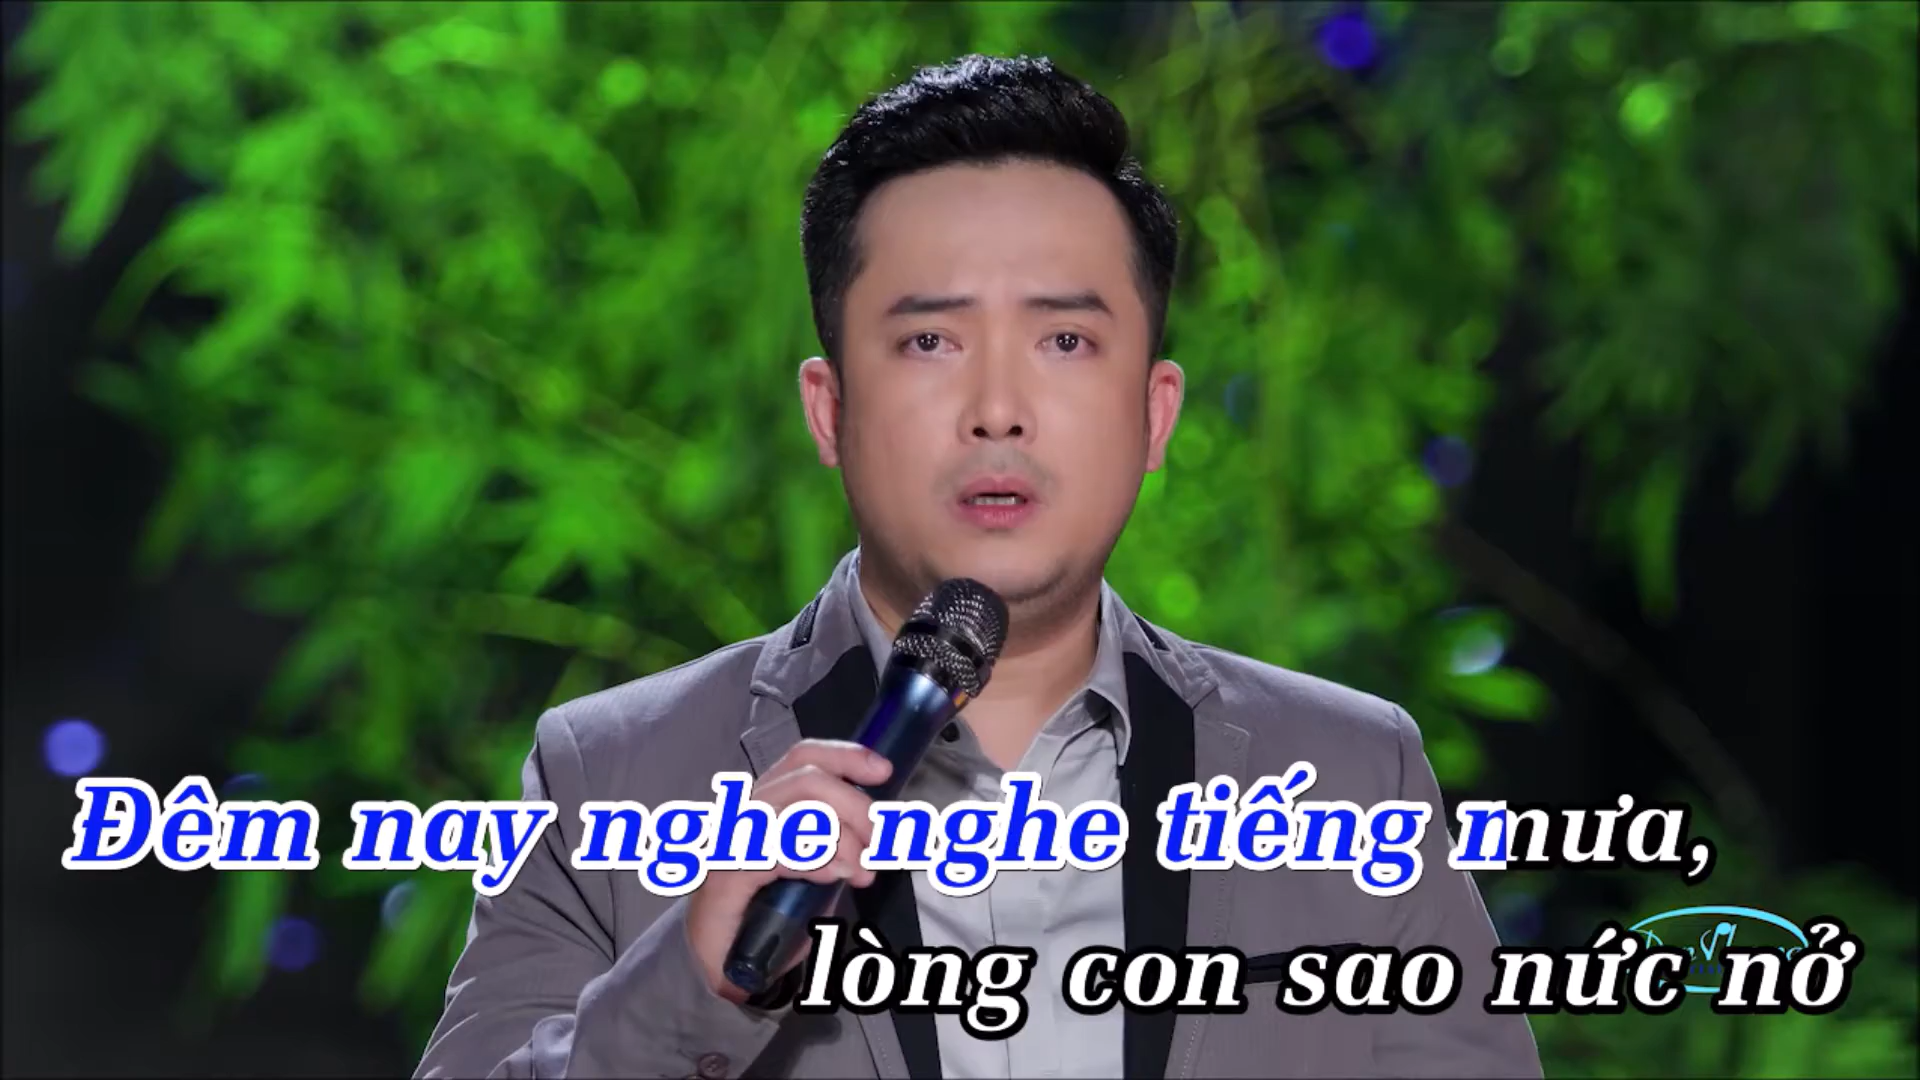 Đêm nay nghe nghe tiếng mưa,
lòng con sao nức nở